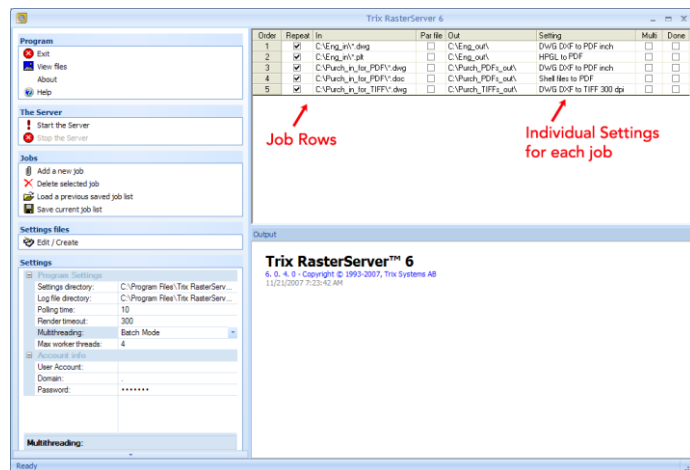 Trix RasterServer 6
Program
Exit
View files
About
Help
The Server
Start the Server
Stop the Server
Jobs
Add a new job
Delete selected job
Load a previous saved job list
Save current job list
Settings files
Edit / Create
Settings
Program Settings
Settings directory: C:\Program Files\Trix RasterServ...
Log file directory: C:\Program Files\Trix RasterServ...
Polling time: 10
Render timeout: 300
Multithreading: Batch Mode
Max worker threads: 4
Account info
User Account:
Domain: .
Password: •••••••
Multithreading:
Ready
Order Repeat In Par file Out Setting Multi Done
1 C:\Eng_in\*.dwg C:\Eng_out\ DWG DXF to PDF inch
2 C:\Eng_in\*.plt C:\Eng_out\ HPGL to PDF
3 C:\Purch_in_for_PDF\*.dwg C:\Purch_PDFs_out\ DWG DXF to PDF inch
4 C:\Purch_in_for_PDF\*.doc C:\Purch_PDFs_out\ Shell files to PDF
5 C:\Purch_in_for_TIFF\*.dwg C:\Purch_TIFFs_out\ DWG DXF to TIFF 300 dpi
Job Rows
Individual Settings
for each job
Output
Trix RasterServer™ 6
6. 0. 4. 0 - Copyright © 1993-2007, Trix Systems AB
11/21/2007 7:23:42 AM